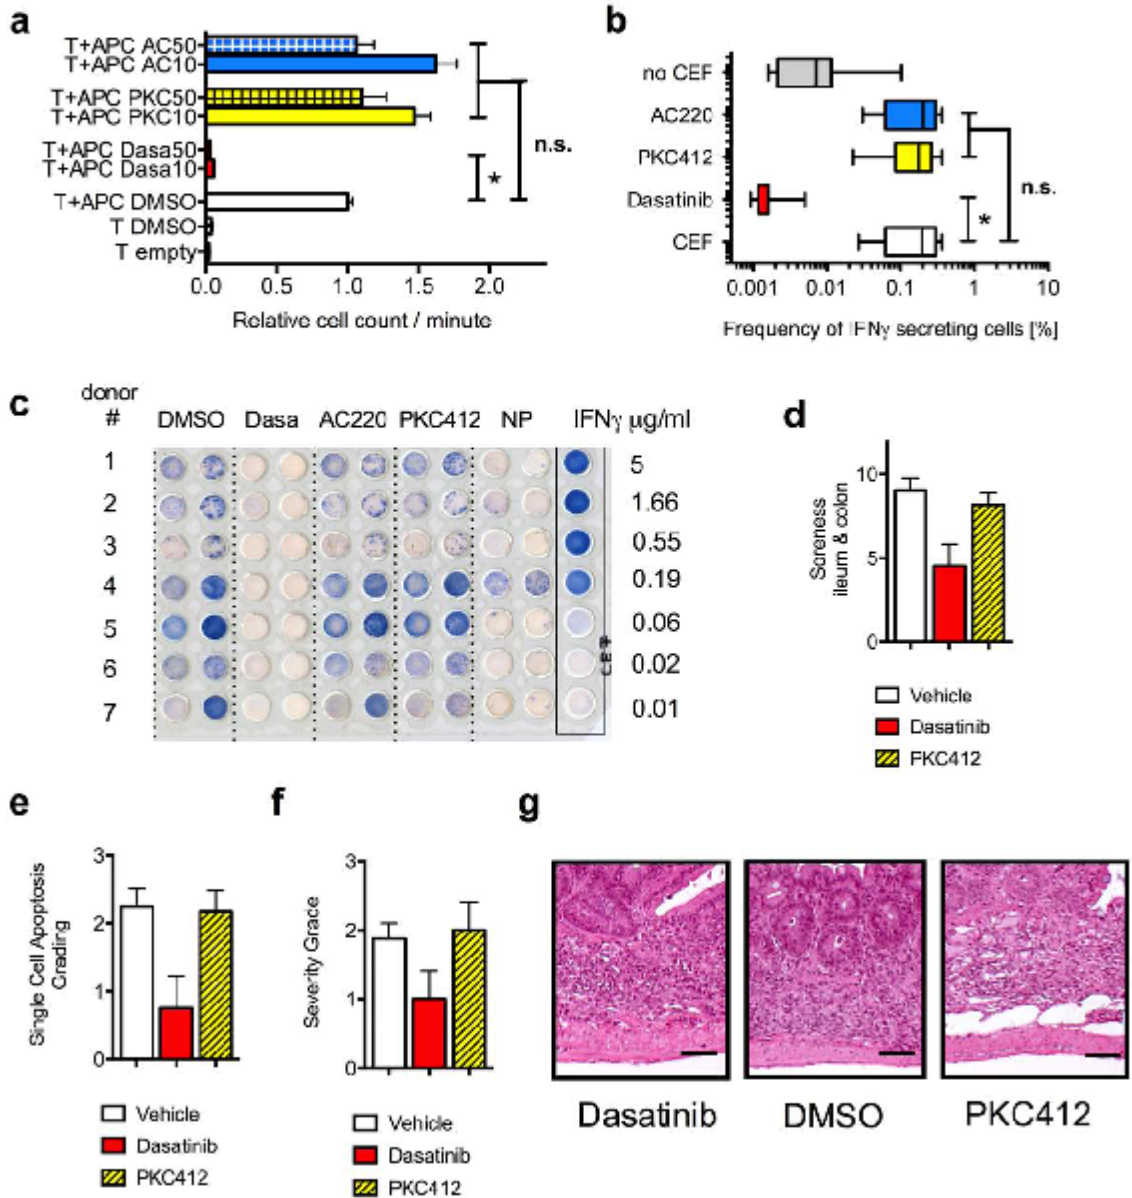 a
T+APC AC50
T+APC AC10
T+APC PKC50
T+APC PKC10
T+APC Dasa50
T+APC Dasa10
T+APC DMSO
T DMSO
T empty
n.s.
*
0.0 0.5 1.0 1.5 2.0
Relative cell count / minute
b
no CEF
AC220
PKC412
Dasatinib
CEF
n.s.
*
0.001 0.01 0.1 1 10
Frequency of IFNγ secreting cells [%]
c
donor
#
DMSO Dasa AC220 PKC412 NP IFNγ µg/ml
1 5
2 1.66
3 0.55
4 0.19
5 0.06
6 0.02
7 0.01
d
Soreness
ileum & colon
10
5
0
Vehicle
Dasatinib
PKC412
e
Single Cell Apoptosis
Grading
3
2
1
0
Vehicle
Dasatinib
PKC412
f
Severity Grace
3
2
1
0
Vehicle
Dasatinib
PKC412
g
Dasatinib DMSO PKC412